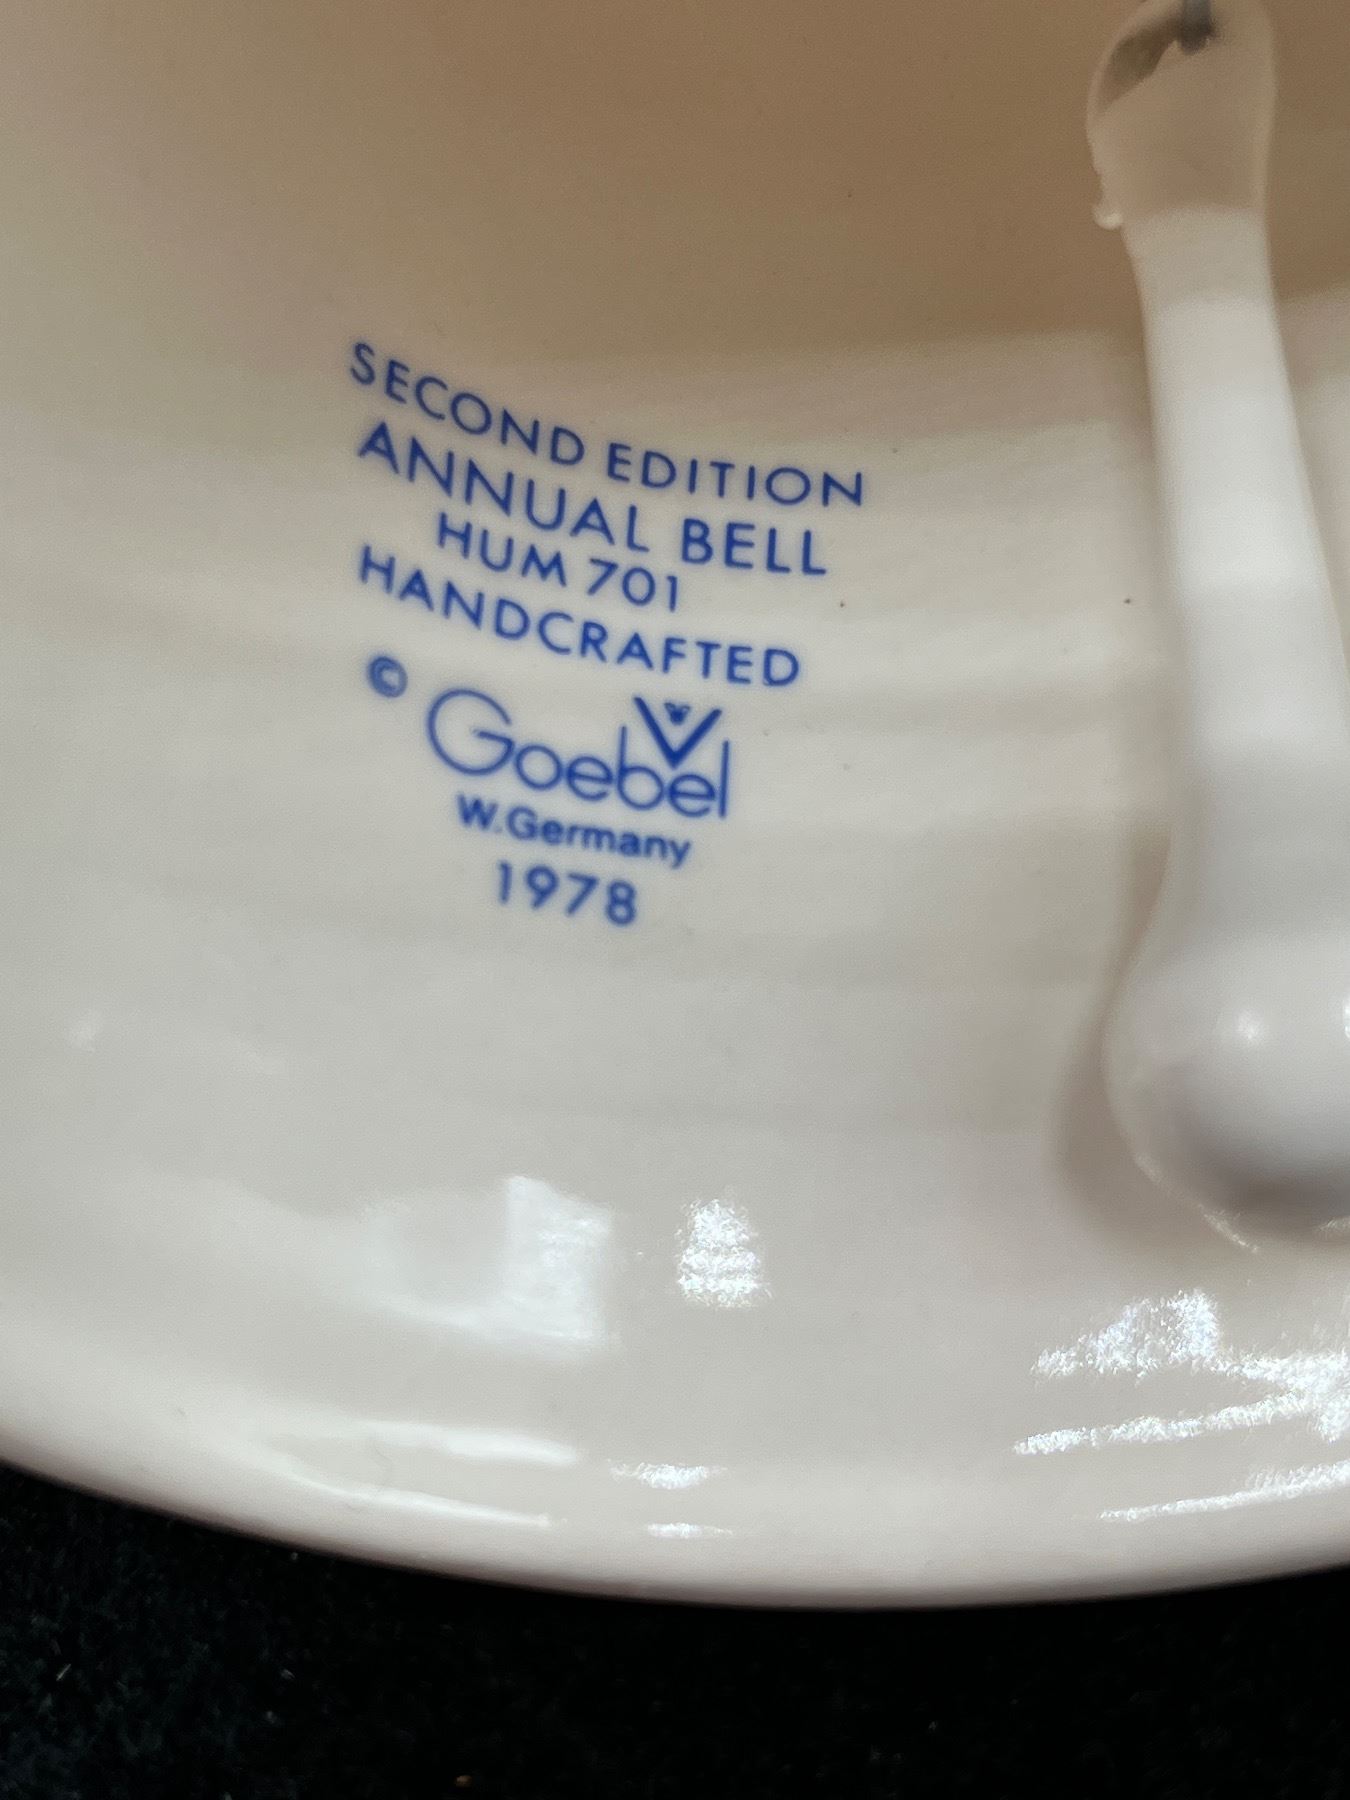 SECOND EDITION
ANNUAL BELL
HUM 701
HANDCRAFTED
© Goebel
W.Germany
1978